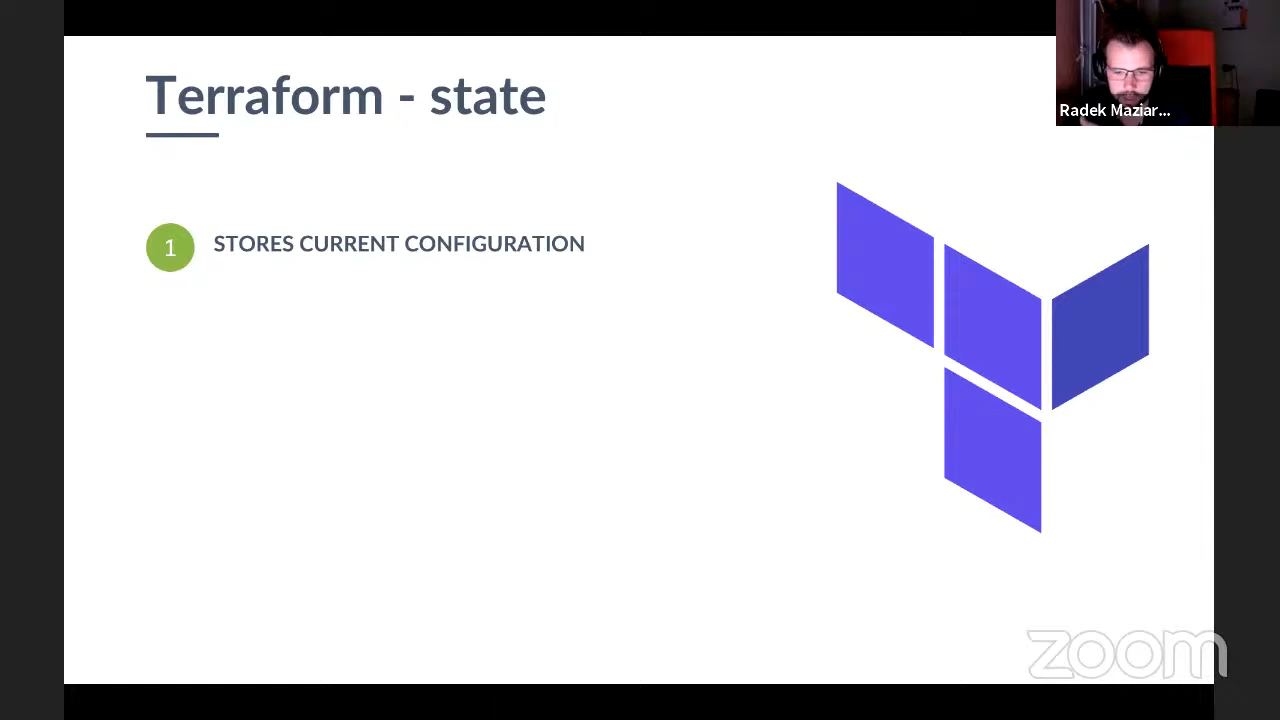 Terraform - state
Radek Maziar...
1 STORES CURRENT CONFIGURATION
zoom